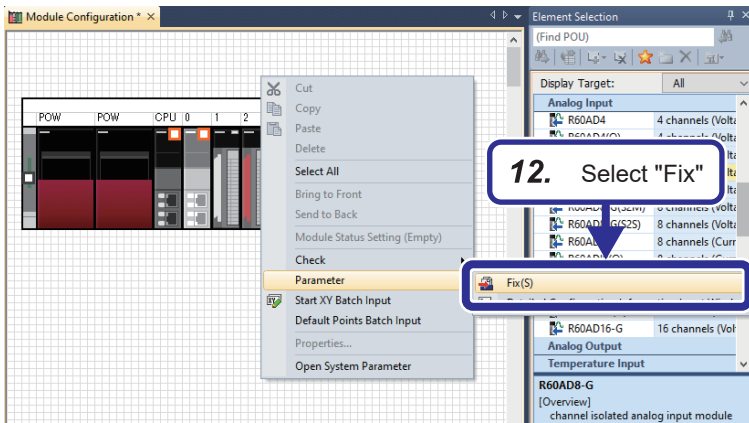 Module Configuration *
Element Selection
(Find POU)
Display Target: All
Analog Input
R60AD4 4 channels (Volta
POW POW CPU 0 1 2
Cut
Copy
Paste
Delete
Select All
Bring to Front
Send to Back
Module Status Setting (Empty)
Check
Parameter
Start XY Batch Input
Default Points Batch Input
Properties...
Open System Parameter
12. Select "Fix"
8 channels (Volta
8 channels (Curr
Fix(S)
R60AD16-G 16 channels (Volt
Analog Output
Temperature Input
R60AD8-G
[Overview]
channel isolated analog input module